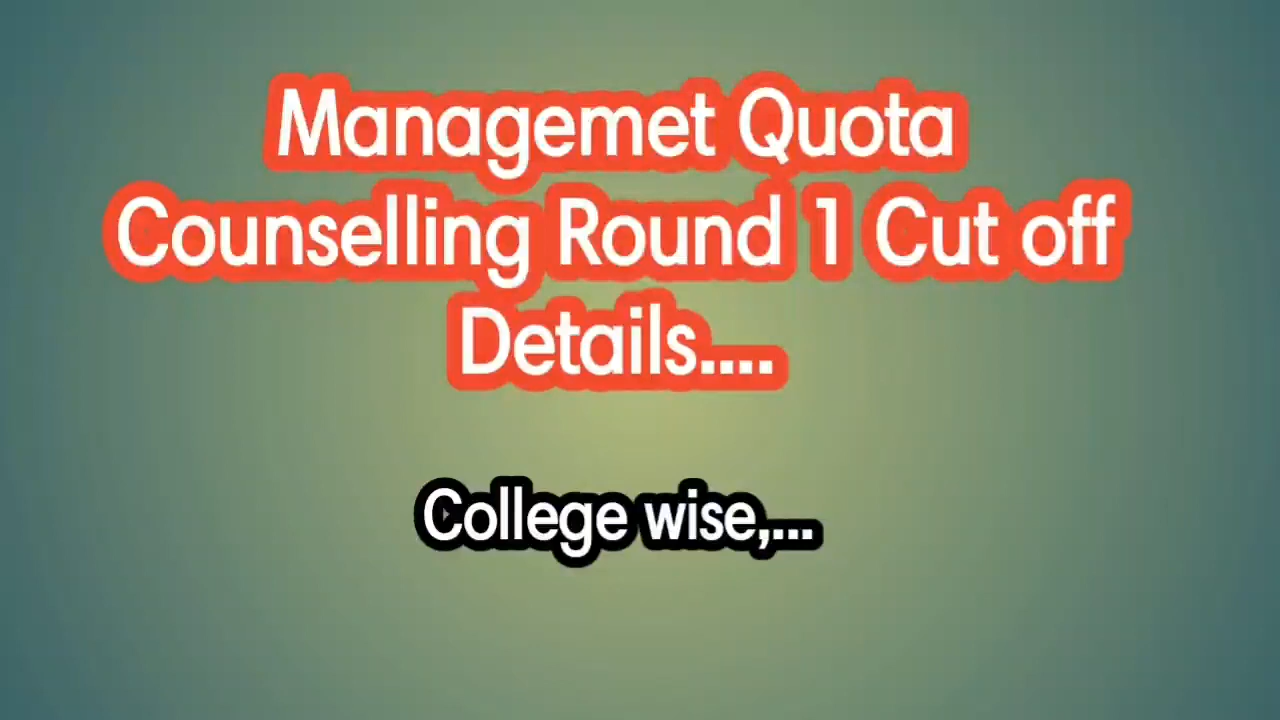 Managemet Quota
Counselling Round 1 Cut off
Details....
College wise,...